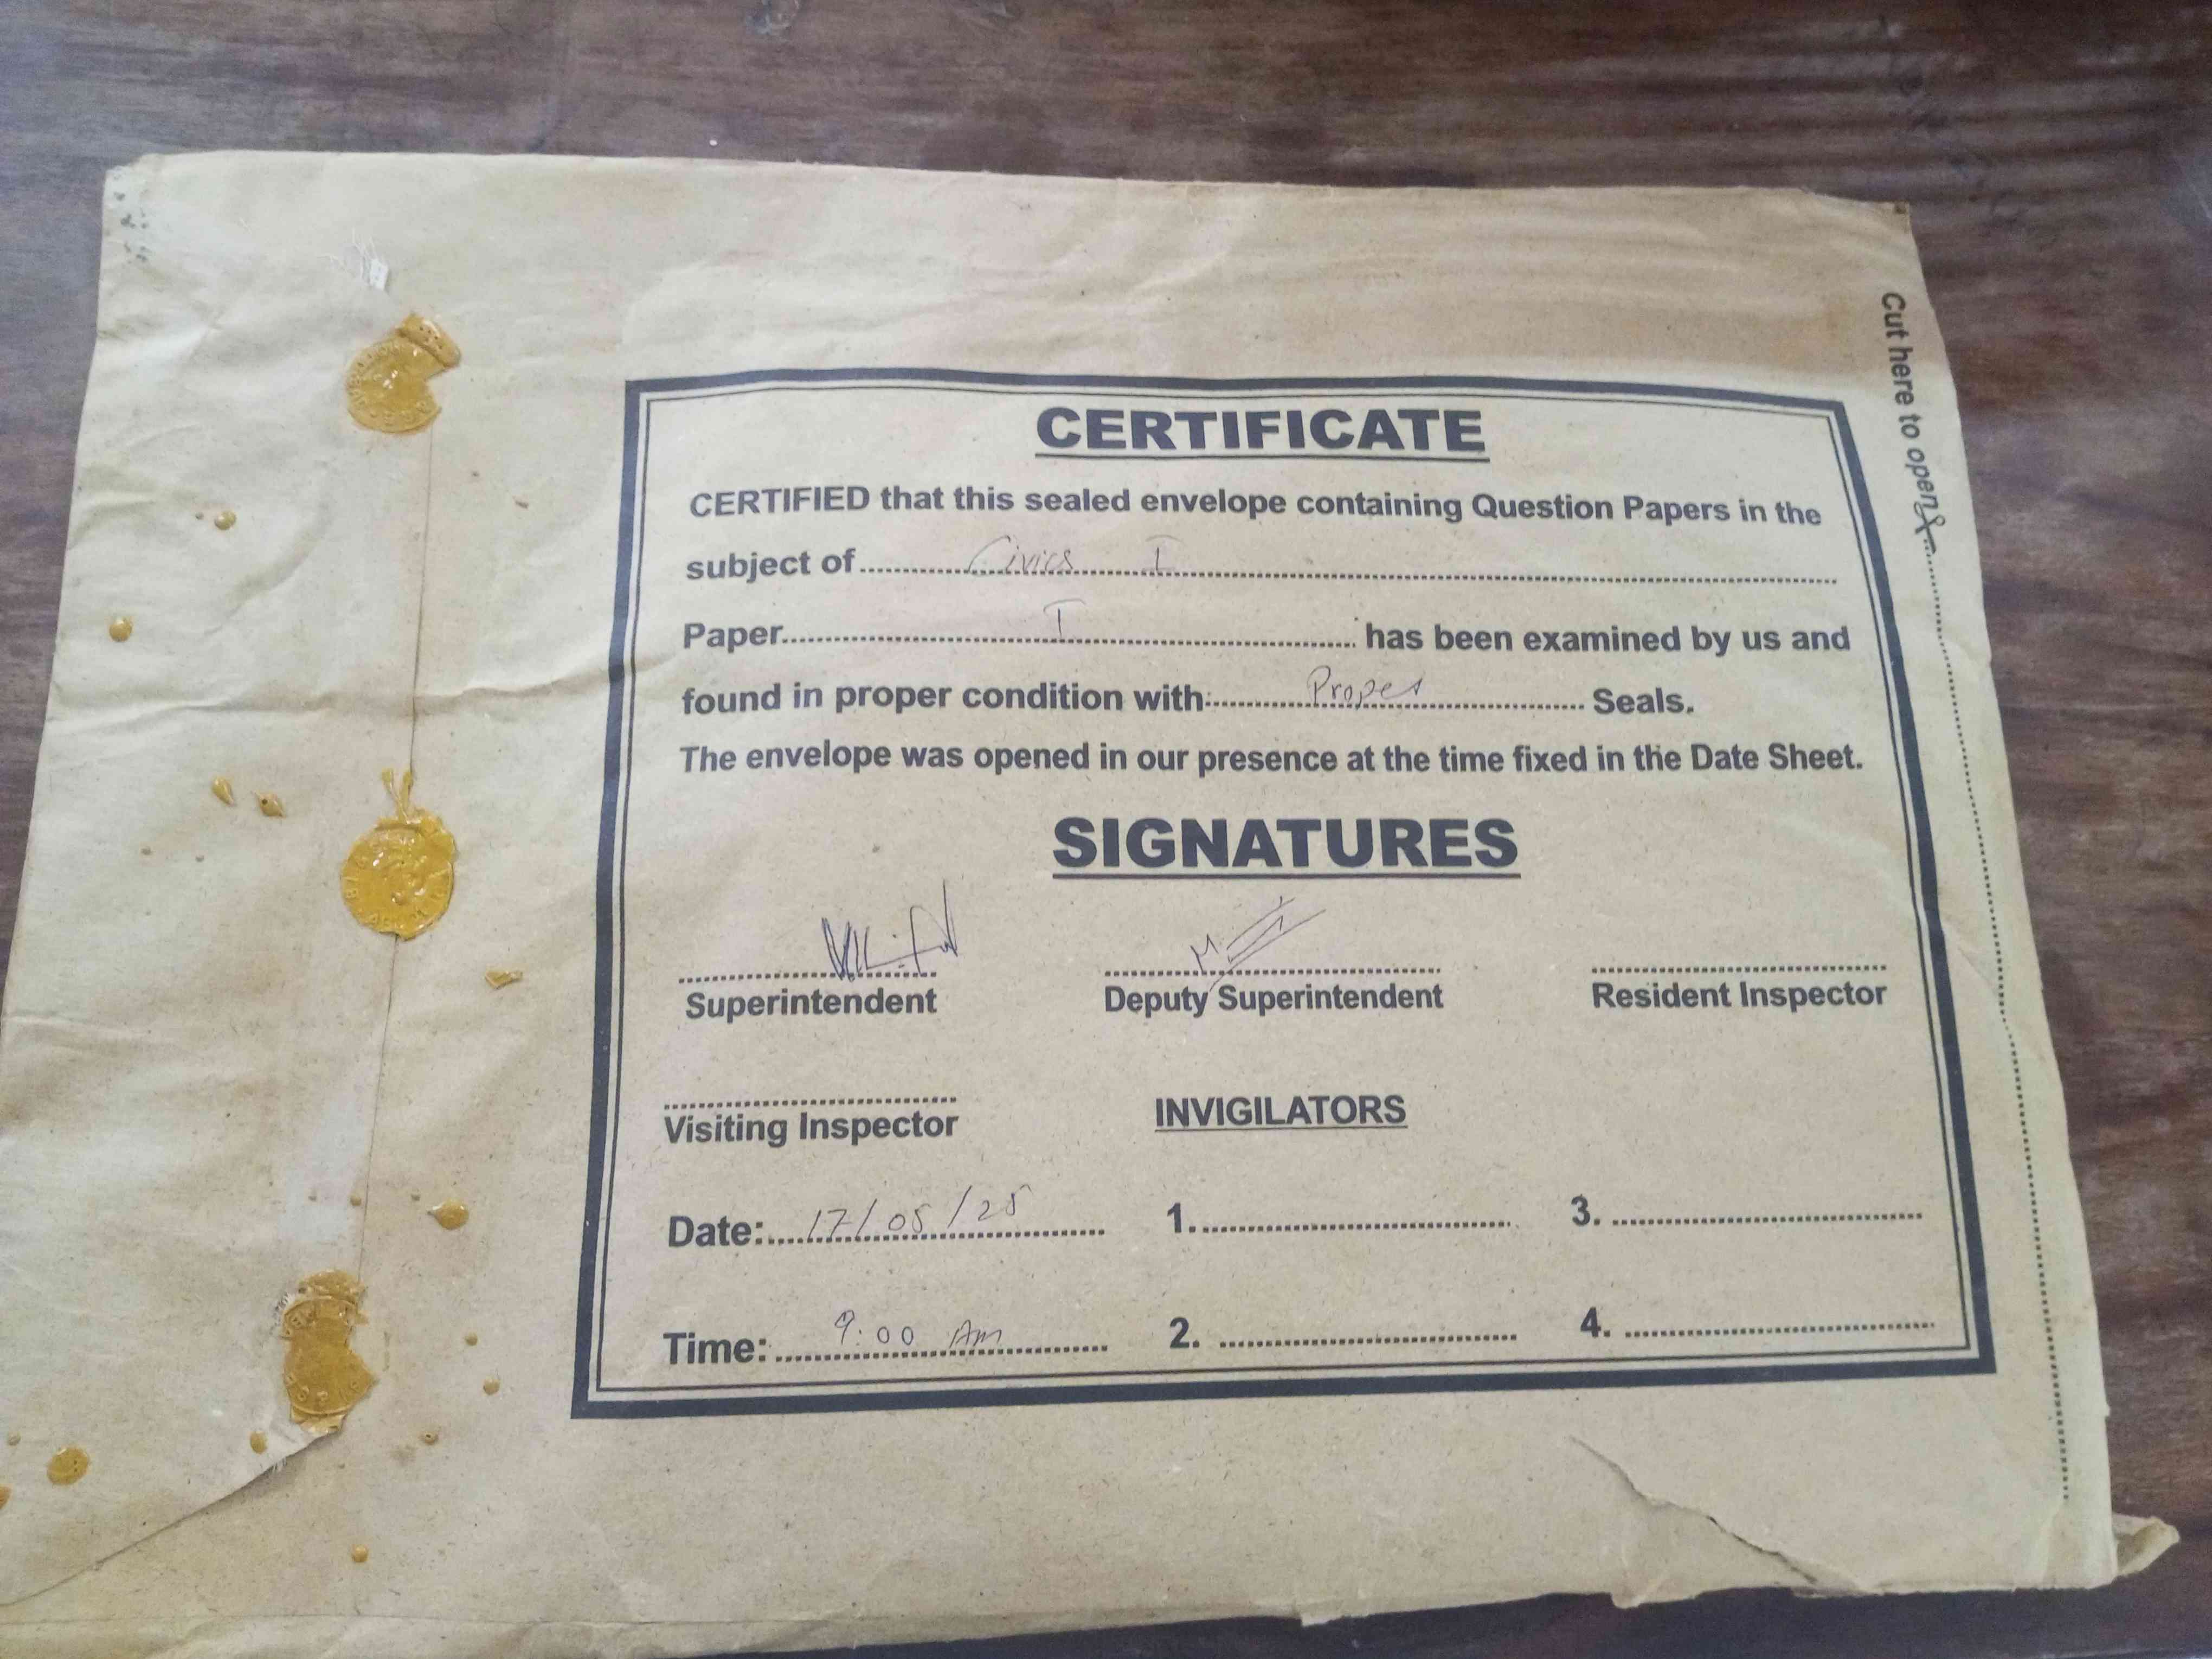 Cut here to open
CERTIFICATE
CERTIFIED that this sealed envelope containing Question Papers in the
subject of Civics I
Paper I has been examined by us and
found in proper condition with: Proper Seals.
The envelope was opened in our presence at the time fixed in the Date Sheet.
SIGNATURES
Superintendent Deputy Superintendent Resident Inspector
Visiting Inspector INVIGILATORS
Date: 17/05/25 1. 3.
Time: 9:00 Am 2. 4.